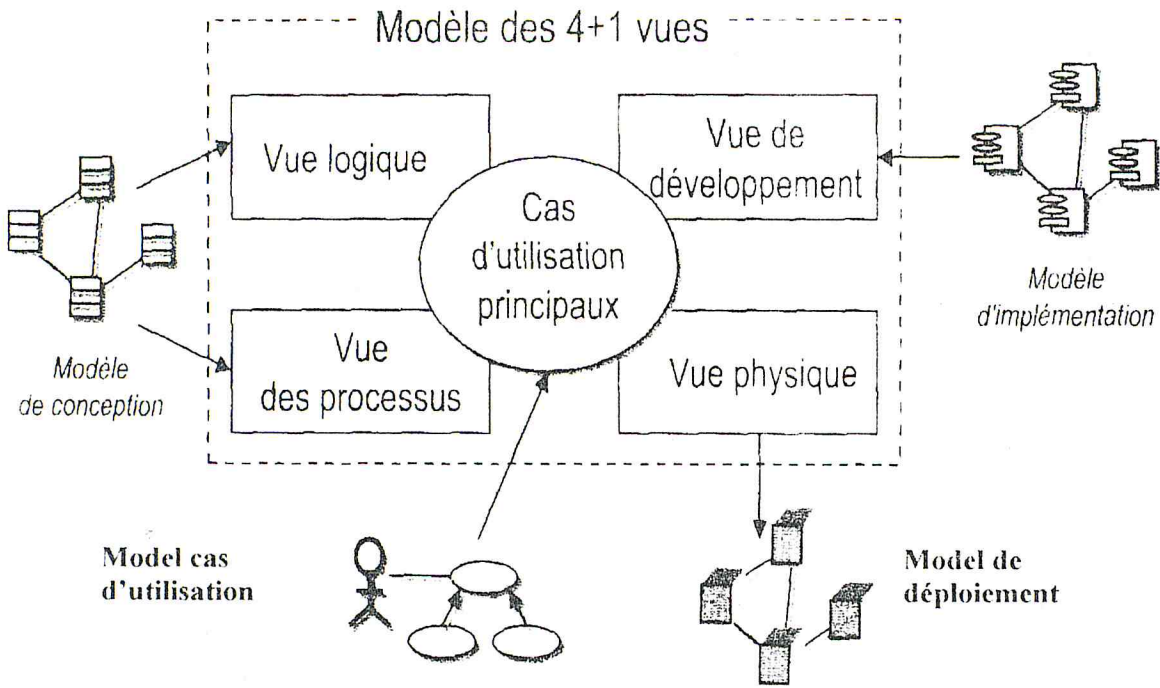 Modèle des 4+1 vues
Vue logique
Vue de
développement
Cas
d'utilisation
principaux
Modèle
de conception
Modèle
d'implémentation
Vue
des processus
Vue physique
Model cas
d'utilisation
Model de
déploiement